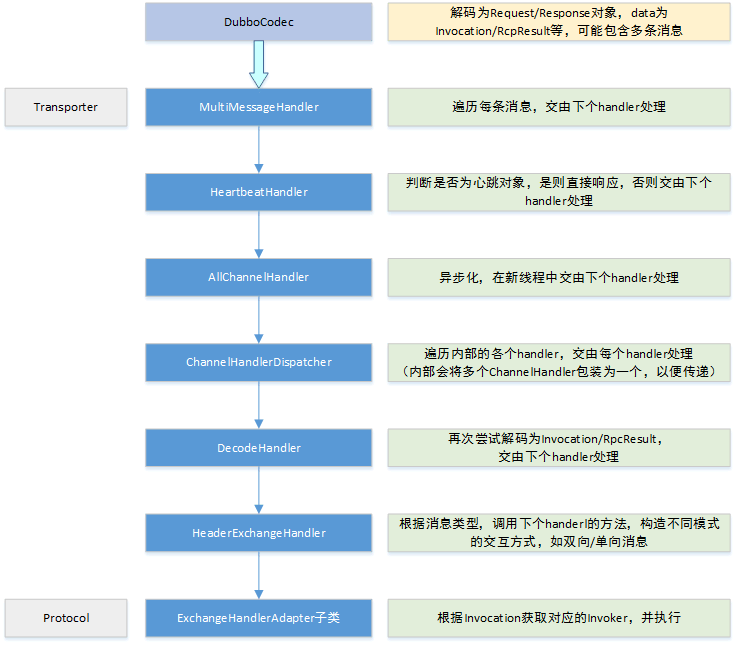 DubboCodec
解码为Request/Response对象，data为
Invocation/RcpResult等，可能包含多条消息
Transporter
MultiMessageHandler
遍历每条消息，交由下个handler处理
HeartbeatHandler
判断是否为心跳对象，是则直接响应，否则交由下个
handler处理
AllChannelHandler
异步化，在新线程中交由下个handler处理
ChannelHandlerDispatcher
遍历内部的各个handler，交由每个handler处理
（内部会将多个ChannelHandler包装为一个，以便传递）
DecodeHandler
再次尝试解码为Invocation/RpcResult，
交由下个handler处理
HeaderExchangeHandler
根据消息类型，调用下个handerl的方法，构造不同模式
的交互方式，如双向/单向消息
Protocol
ExchangeHandlerAdapter子类
根据Invocation获取对应的Invoker，并执行